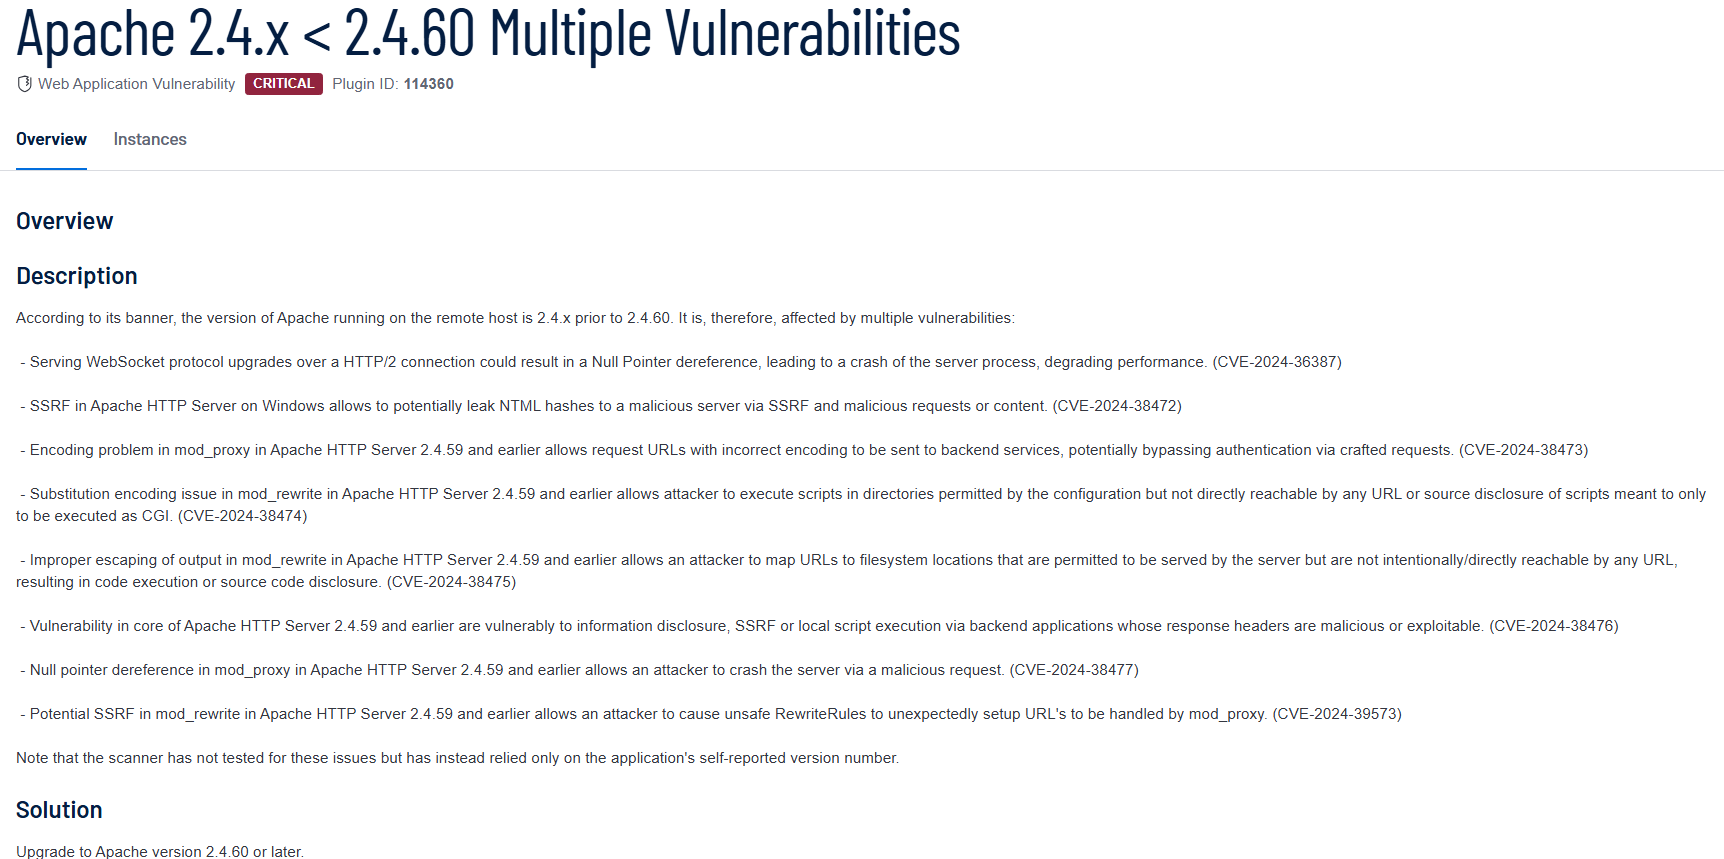 Apache 2.4.x < 2.4.60 Multiple Vulnerabilities
Web Application Vulnerability CRITICAL Plugin ID: 114360
Overview Instances
Overview
Description
According to its banner, the version of Apache running on the remote host is 2.4.x prior to 2.4.60. It is, therefore, affected by multiple vulnerabilities:
- Serving WebSocket protocol upgrades over a HTTP/2 connection could result in a Null Pointer dereference, leading to a crash of the server process, degrading performance. (CVE-2024-36387)
- SSRF in Apache HTTP Server on Windows allows to potentially leak NTML hashes to a malicious server via SSRF and malicious requests or content. (CVE-2024-38472)
- Encoding problem in mod_proxy in Apache HTTP Server 2.4.59 and earlier allows request URLs with incorrect encoding to be sent to backend services, potentially bypassing authentication via crafted requests. (CVE-2024-38473)
- Substitution encoding issue in mod_rewrite in Apache HTTP Server 2.4.59 and earlier allows attacker to execute scripts in directories permitted by the configuration but not directly reachable by any URL or source disclosure of scripts meant to only
to be executed as CGI. (CVE-2024-38474)
- Improper escaping of output in mod_rewrite in Apache HTTP Server 2.4.59 and earlier allows an attacker to map URLs to filesystem locations that are permitted to be served by the server but are not intentionally/directly reachable by any URL,
resulting in code execution or source code disclosure. (CVE-2024-38475)
- Vulnerability in core of Apache HTTP Server 2.4.59 and earlier are vulnerably to information disclosure, SSRF or local script execution via backend applications whose response headers are malicious or exploitable. (CVE-2024-38476)
- Null pointer dereference in mod_proxy in Apache HTTP Server 2.4.59 and earlier allows an attacker to crash the server via a malicious request. (CVE-2024-38477)
- Potential SSRF in mod_rewrite in Apache HTTP Server 2.4.59 and earlier allows an attacker to cause unsafe RewriteRules to unexpectedly setup URL's to be handled by mod_proxy. (CVE-2024-39573)
Note that the scanner has not tested for these issues but has instead relied only on the application's self-reported version number.
Solution
Upgrade to Apache version 2.4.60 or later.